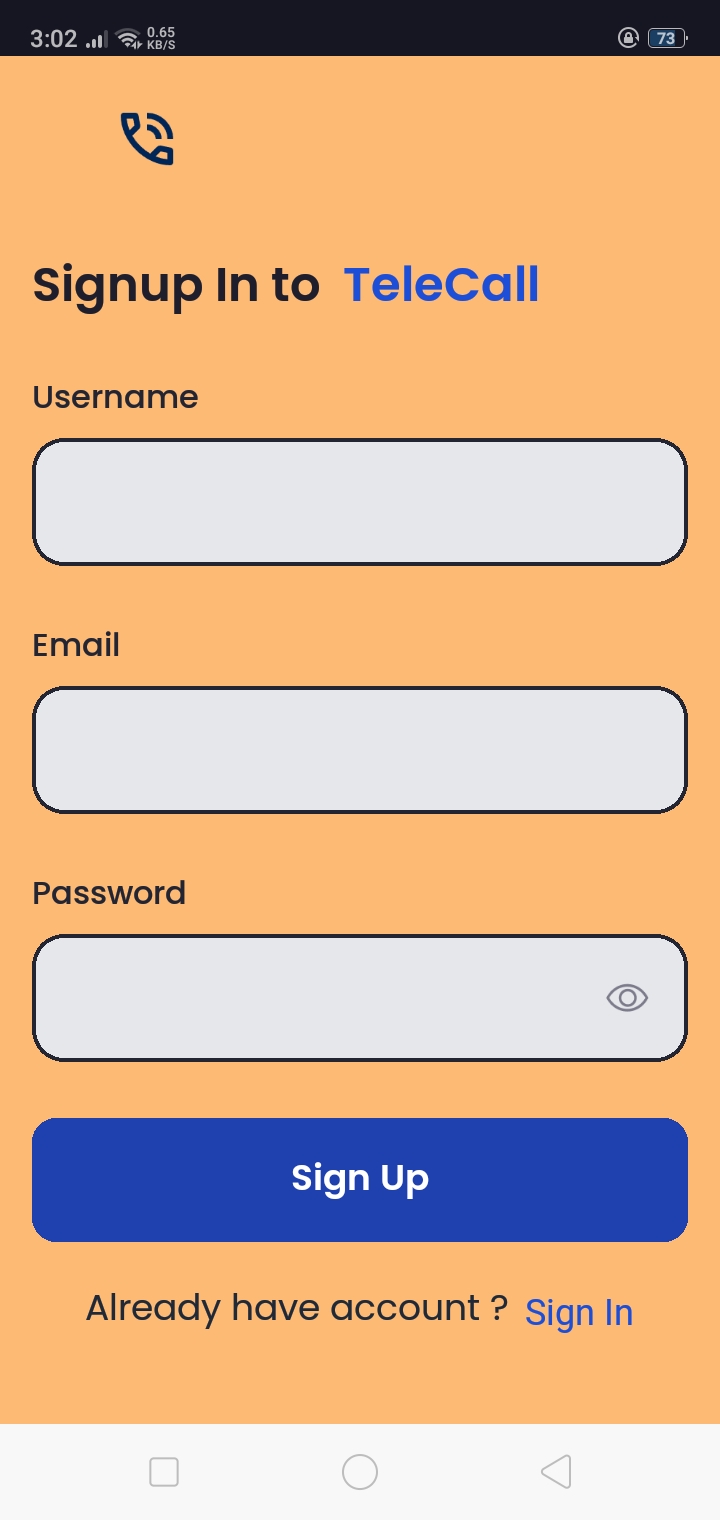 3:02 0.65 KB/S 73
Signup In to TeleCall
Username
Email
Password
Sign Up
Already have account ? Sign In